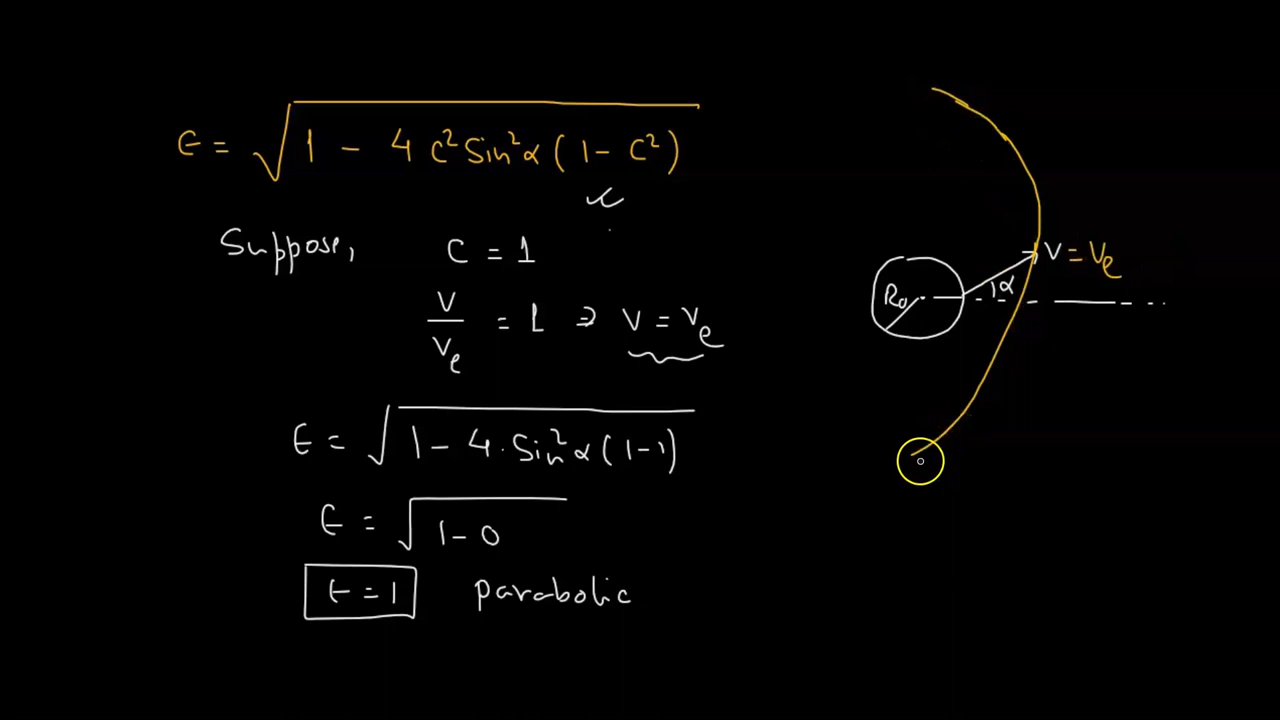 ϵ = √(1 - 4 c² Sin²α (1 - c²))
Suppose, c = 1
V/Ve = 1 ⇒ V = Ve
ϵ = √(1 - 4 · Sin²α (1-1))
ϵ = √(1 - 0)
ϵ = 1 parabolic
V = Ve
α